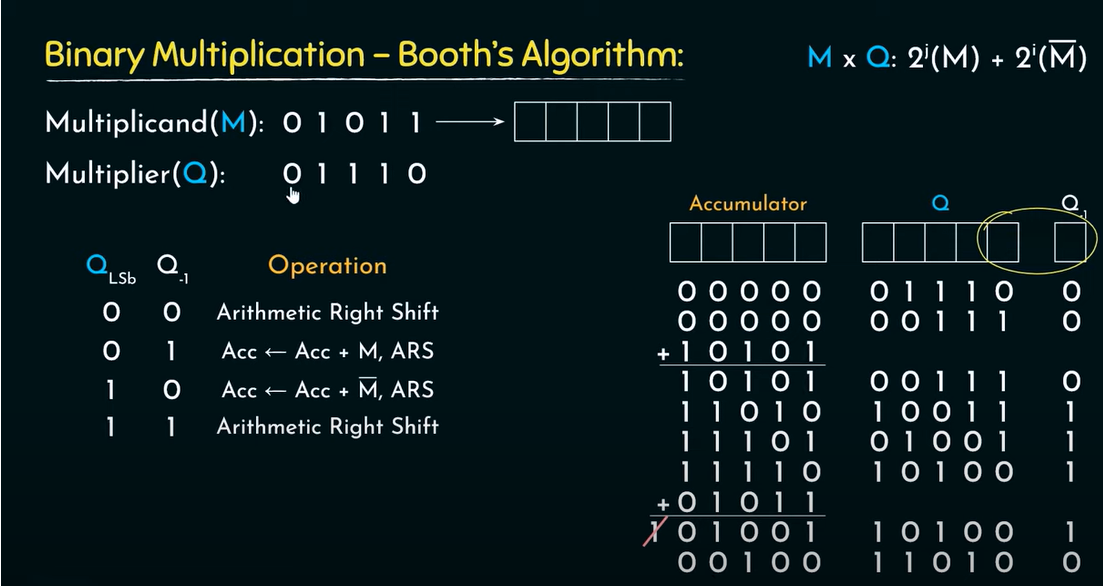 Binary Multiplication – Booth's Algorithm:
M x Q: 2ⁱ(M) + 2ⁱ(M̅)
Multiplicand(M): 0 1 0 1 1
Multiplier(Q): 0 1 1 1 0
Q_LSb Q_-1 Operation
0 0 Arithmetic Right Shift
0 1 Acc ← Acc + M, ARS
1 0 Acc ← Acc + M̅, ARS
1 1 Arithmetic Right Shift
Accumulator Q Q_-1
0 0 0 0 0 0 1 1 1 0 0
0 0 0 0 0 0 0 1 1 1 0
+ 1 0 1 0 1
1 0 1 0 1 0 0 1 1 1 0
1 1 0 1 0 1 0 0 1 1 1
1 1 1 0 1 0 1 0 0 1 1
1 1 1 1 0 1 0 1 0 0 1
+ 0 1 0 1 1
1 0 1 0 0 1 1 0 1 0 0 1
0 0 1 0 0 1 1 0 1 0 0